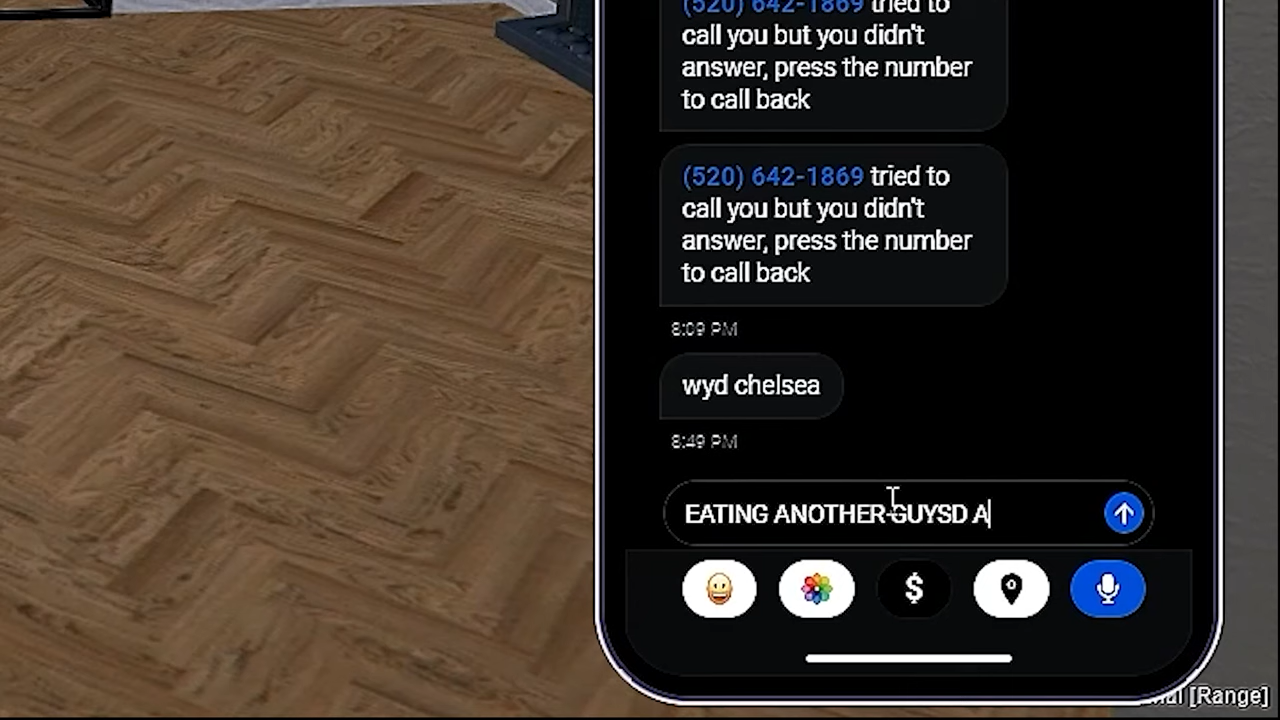 (520) 642-1869 tried to
call you but you didn't
answer, press the number
to call back
(520) 642-1869 tried to
call you but you didn't
answer, press the number
to call back
8:09 PM
wyd chelsea
8:49 PM
EATING ANOTHER GUYSD A
$
[Range]